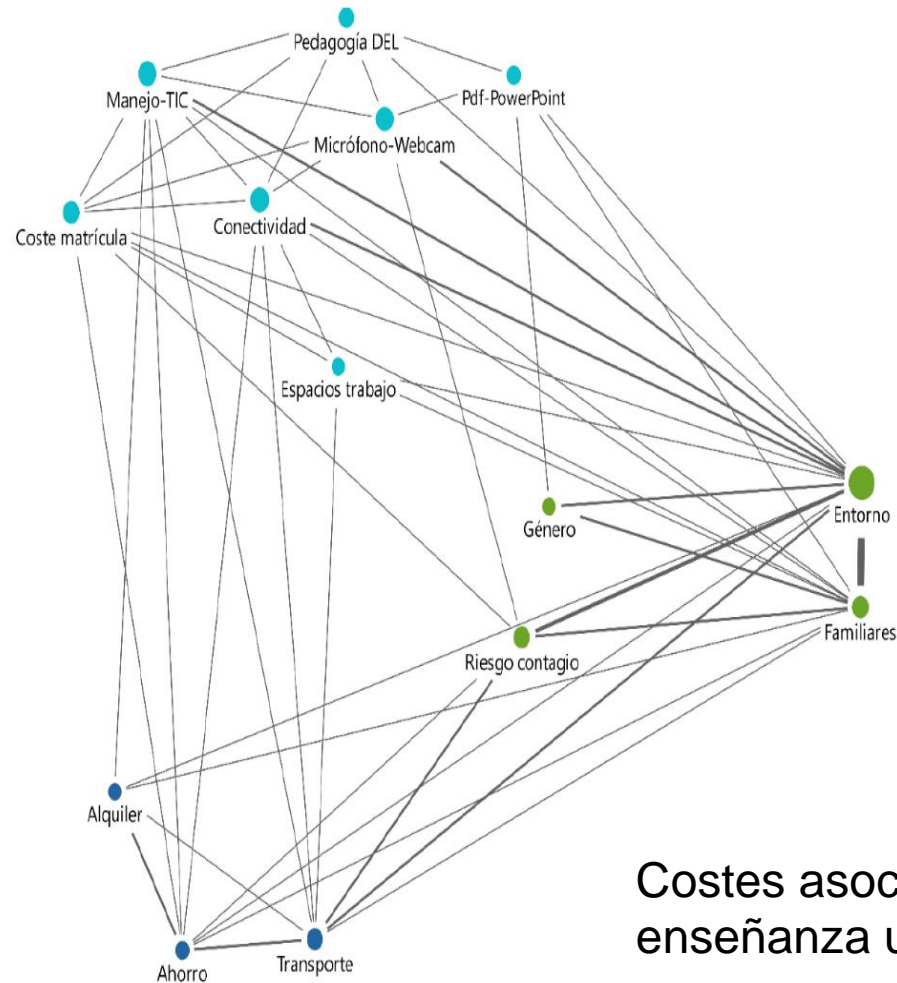 Pedagogía DEL
Manejo-TIC
Pdf-PowerPoint
Micrófono-Webcam
Coste matrícula
Conectividad
Espacios trabajo
Género
Entorno
Familiares
Riesgo contagio
Alquiler
Ahorro
Transporte
Costes asoc
enseñanza u